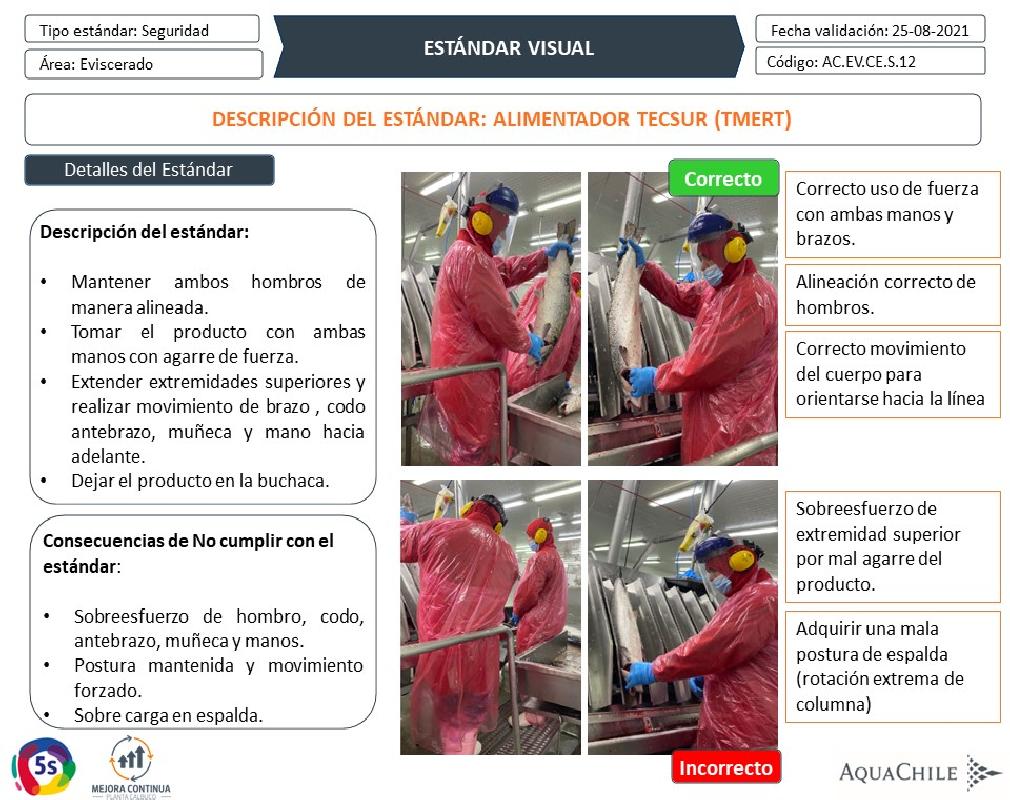 Tipo estándar: Seguridad
Área: Eviscerado
ESTÁNDAR VISUAL
Fecha validación: 25-08-2021
Código: AC.EV.CE.S.12
DESCRIPCIÓN DEL ESTÁNDAR: ALIMENTADOR TECSUR (TMERT)
Detalles del Estándar
Descripción del estándar:
• Mantener ambos hombros de
manera alineada.
• Tomar el producto con ambas
manos con agarre de fuerza.
• Extender extremidades superiores y
realizar movimiento de brazo , codo
antebrazo, muñeca y mano hacia
adelante.
• Dejar el producto en la buchaca.
Consecuencias de No cumplir con el
estándar:
• Sobreesfuerzo de hombro, codo,
antebrazo, muñeca y manos.
• Postura mantenida y movimiento
forzado.
• Sobre carga en espalda.
Correcto
Correcto uso de fuerza
con ambas manos y
brazos.
Alineación correcto de
hombros.
Correcto movimiento
del cuerpo para
orientarse hacia la línea
Sobreesfuerzo de
extremidad superior
por mal agarre del
producto.
Adquirir una mala
postura de espalda
(rotación extrema de
columna)
Incorrecto
5s
MEJORA CONTINUA
PLANTA CALBUCO
AQUACHILE